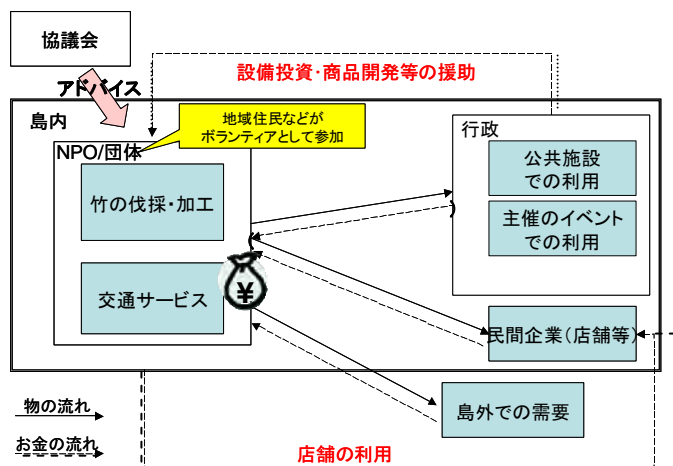 協議会
アドバイス
設備投資・商品開発等の援助
島内
地域住民などが
ボランティアとして参加
NPO/団体
行政
竹の伐採・加工
公共施設
での利用
主催のイベント
での利用
交通サービス
¥
民間企業(店舗等)
島外での需要
物の流れ
お金の流れ
店舗の利用